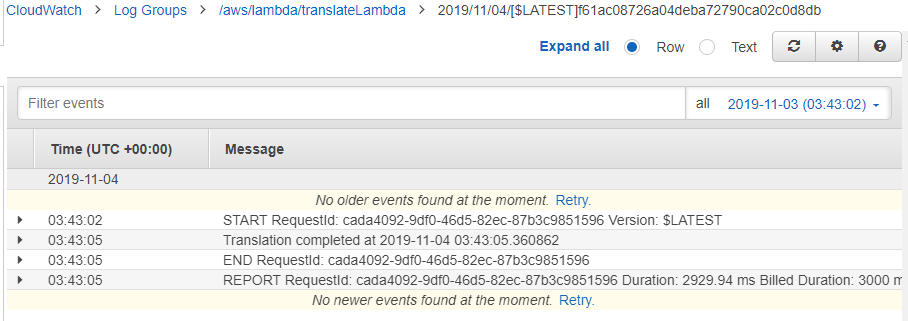 CloudWatch > Log Groups > /aws/lambda/translateLambda > 2019/11/04/[$LATEST]f61ac08726a04deba72790ca02c0d8db
Expand all Row Text
Filter events all 2019-11-03 (03:43:02)
Time (UTC +00:00) Message
2019-11-04
No older events found at the moment. Retry.
03:43:02 START RequestId: cada4092-9df0-46d5-82ec-87b3c9851596 Version: $LATEST
03:43:05 Translation completed at 2019-11-04 03:43:05.360862
03:43:05 END RequestId: cada4092-9df0-46d5-82ec-87b3c9851596
03:43:05 REPORT RequestId: cada4092-9df0-46d5-82ec-87b3c9851596 Duration: 2929.94 ms Billed Duration: 3000 m
No newer events found at the moment. Retry.